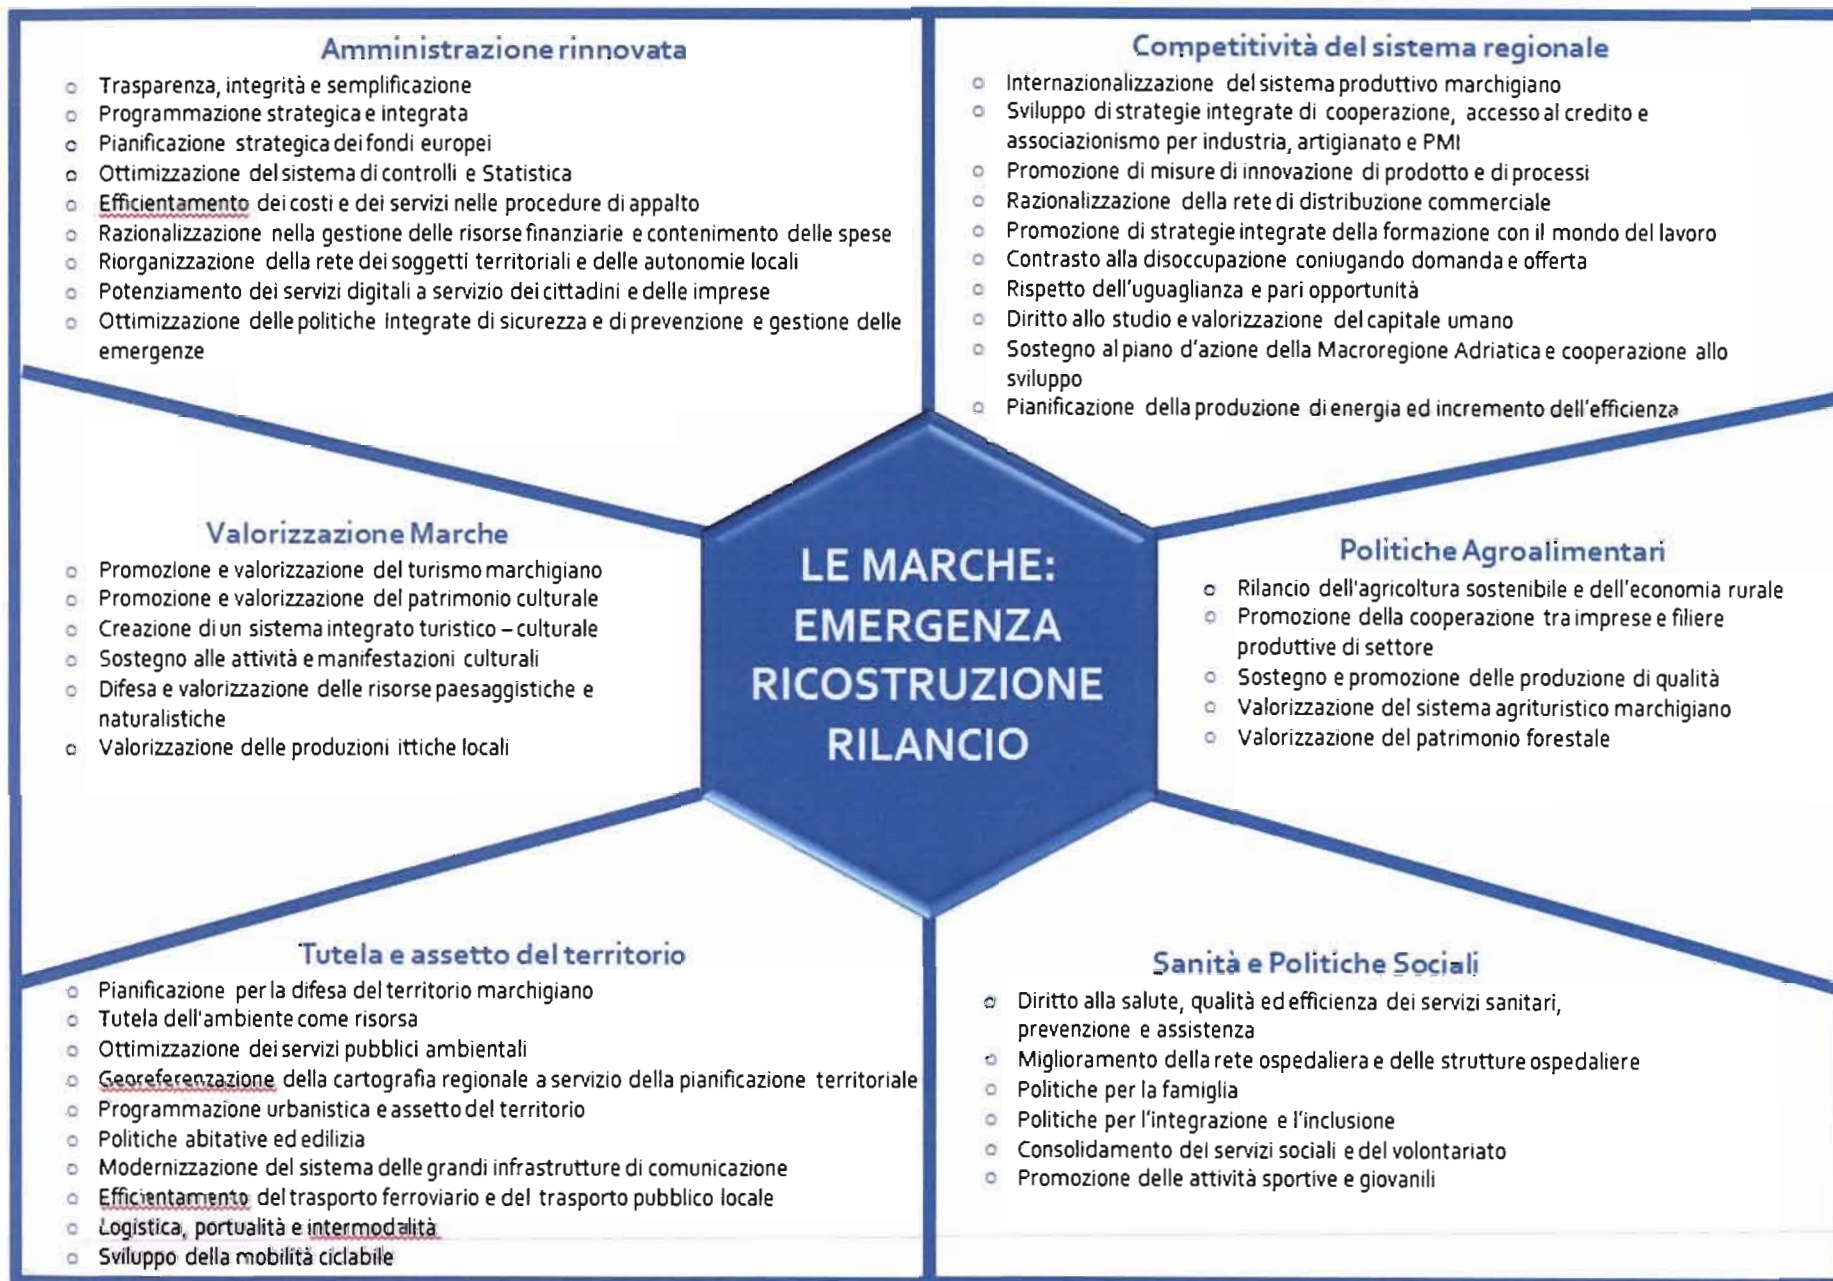 Amministrazione rinnovata
Trasparenza, integrità e semplificazione
Programmazione strategica e integrata
Pianificazione strategica dei fondi europei
Ottimizzazione del sistema di controlli e Statistica
Efficientamento dei costi e dei servizi nelle procedure di appalto
Razionalizzazione nella gestione delle risorse finanziarie e contenimento delle spese
Riorganizzazione della rete dei soggetti territoriali e delle autonomie locali
Potenziamento dei servizi digitali a servizio dei cittadini e delle imprese
Ottimizzazione delle politiche integrate di sicurezza e di prevenzione e gestione delle
emergenze
Competitività del sistema regionale
Internazionalizzazione del sistema produttivo marchigiano
Sviluppo di strategie integrate di cooperazione, accesso al credito e
associazionismo per industria, artigianato e PMI
Promozione di misure di innovazione di prodotto e di processi
Razionalizzazione della rete di distribuzione commerciale
Promozione di strategie integrate della formazione con il mondo del lavoro
Contrasto alla disoccupazione coniugando domanda e offerta
Rispetto dell'uguaglianza e pari opportunità
Diritto allo studio e valorizzazione del capitale umano
Sostegno al piano d'azione della Macroregione Adriatica e cooperazione allo
sviluppo
Pianificazione della produzione di energia ed incremento dell'efficienza
Valorizzazione Marche
Promozione e valorizzazione del turismo marchigiano
Promozione e valorizzazione del patrimonio culturale
Creazione di un sistema integrato turistico – culturale
Sostegno alle attività e manifestazioni culturali
Difesa e valorizzazione delle risorse paesaggistiche e
naturalistiche
Valorizzazione delle produzioni ittiche locali
LE MARCHE:
EMERGENZA
RICOSTRUZIONE
RILANCIO
Politiche Agroalimentari
Rilancio dell'agricoltura sostenibile e dell'economia rurale
Promozione della cooperazione tra imprese e filiere
produttive di settore
Sostegno e promozione delle produzione di qualità
Valorizzazione del sistema agrituristico marchigiano
Valorizzazione del patrimonio forestale
Tutela e assetto del territorio
Pianificazione per la difesa del territorio marchigiano
Tutela dell'ambiente come risorsa
Ottimizzazione dei servizi pubblici ambientali
Georeferenzazione della cartografia regionale a servizio della pianificazione territoriale
Programmazione urbanistica e assetto del territorio
Politiche abitative ed edilizia
Modernizzazione del sistema delle grandi infrastrutture di comunicazione
Efficientamento del trasporto ferroviario e del trasporto pubblico locale
Logistica, portualità e intermodalità
Sviluppo della mobilità ciclabile
Sanità e Politiche Sociali
Diritto alla salute, qualità ed efficienza dei servizi sanitari,
prevenzione e assistenza
Miglioramento della rete ospedaliera e delle strutture ospedaliere
Politiche per la famiglia
Politiche per l'integrazione e l'inclusione
Consolidamento dei servizi sociali e del volontariato
Promozione delle attività sportive e giovanili